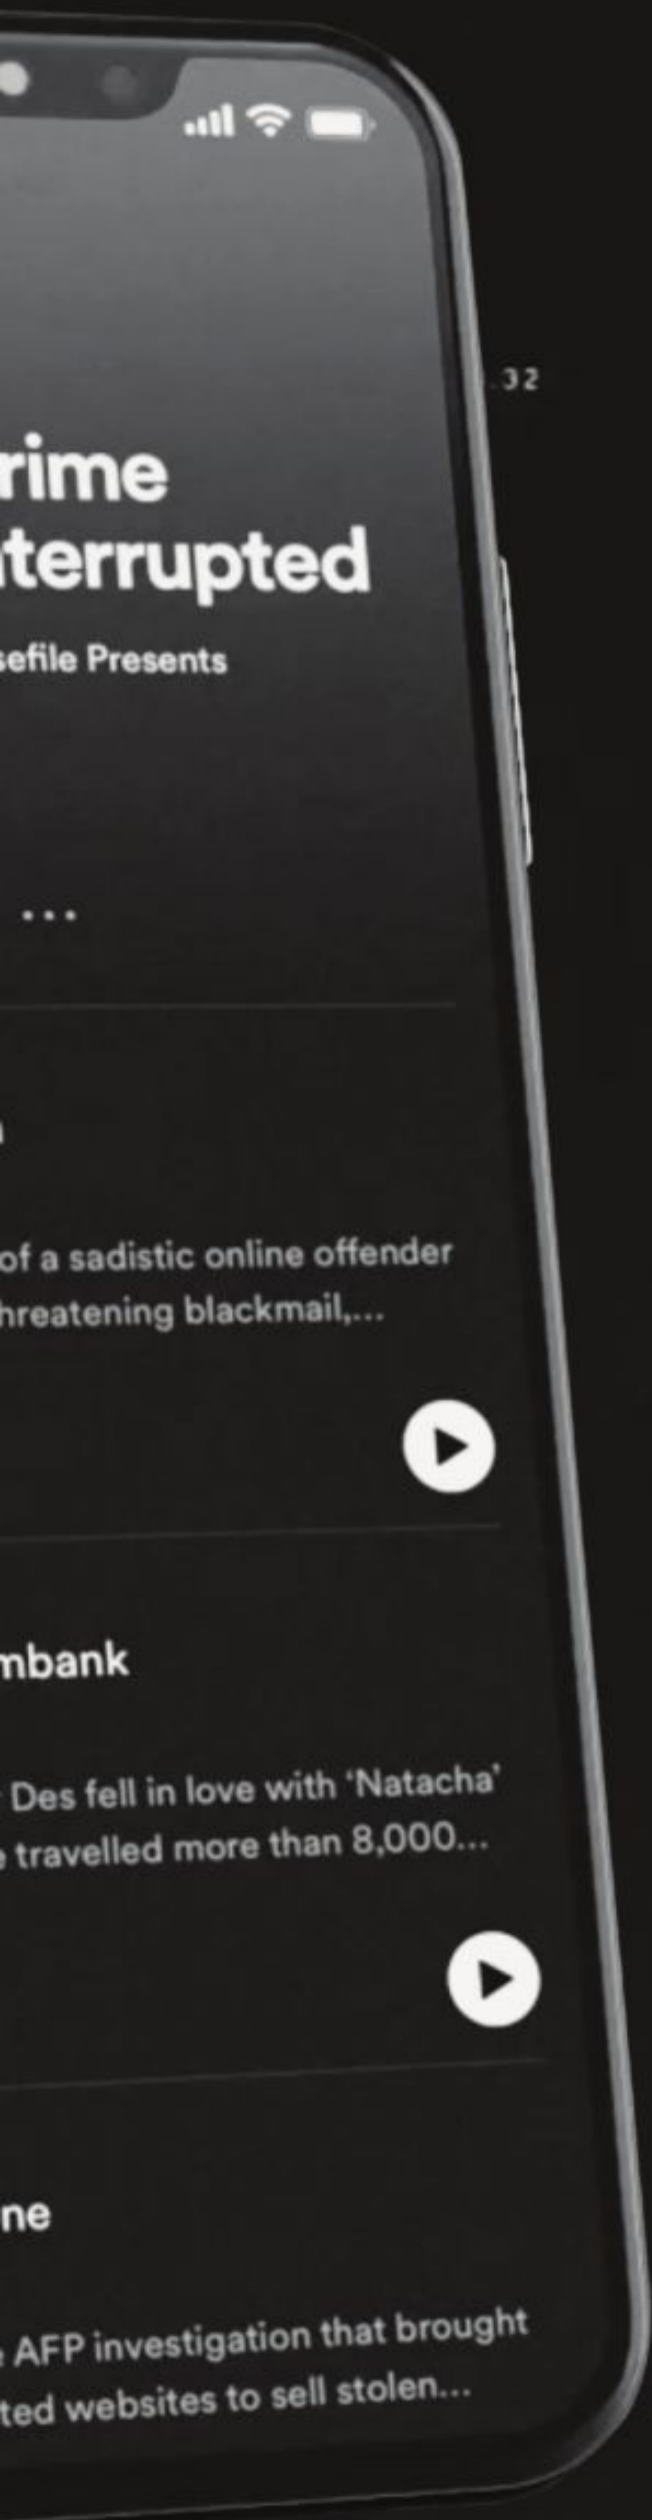 .32
rime
nterrupted
sefile Presents
...
of a sadistic online offender
hreatening blackmail,...
mbank
Des fell in love with ‘Natacha’
e travelled more than 8,000...
ne
e AFP investigation that brought
ted websites to sell stolen...